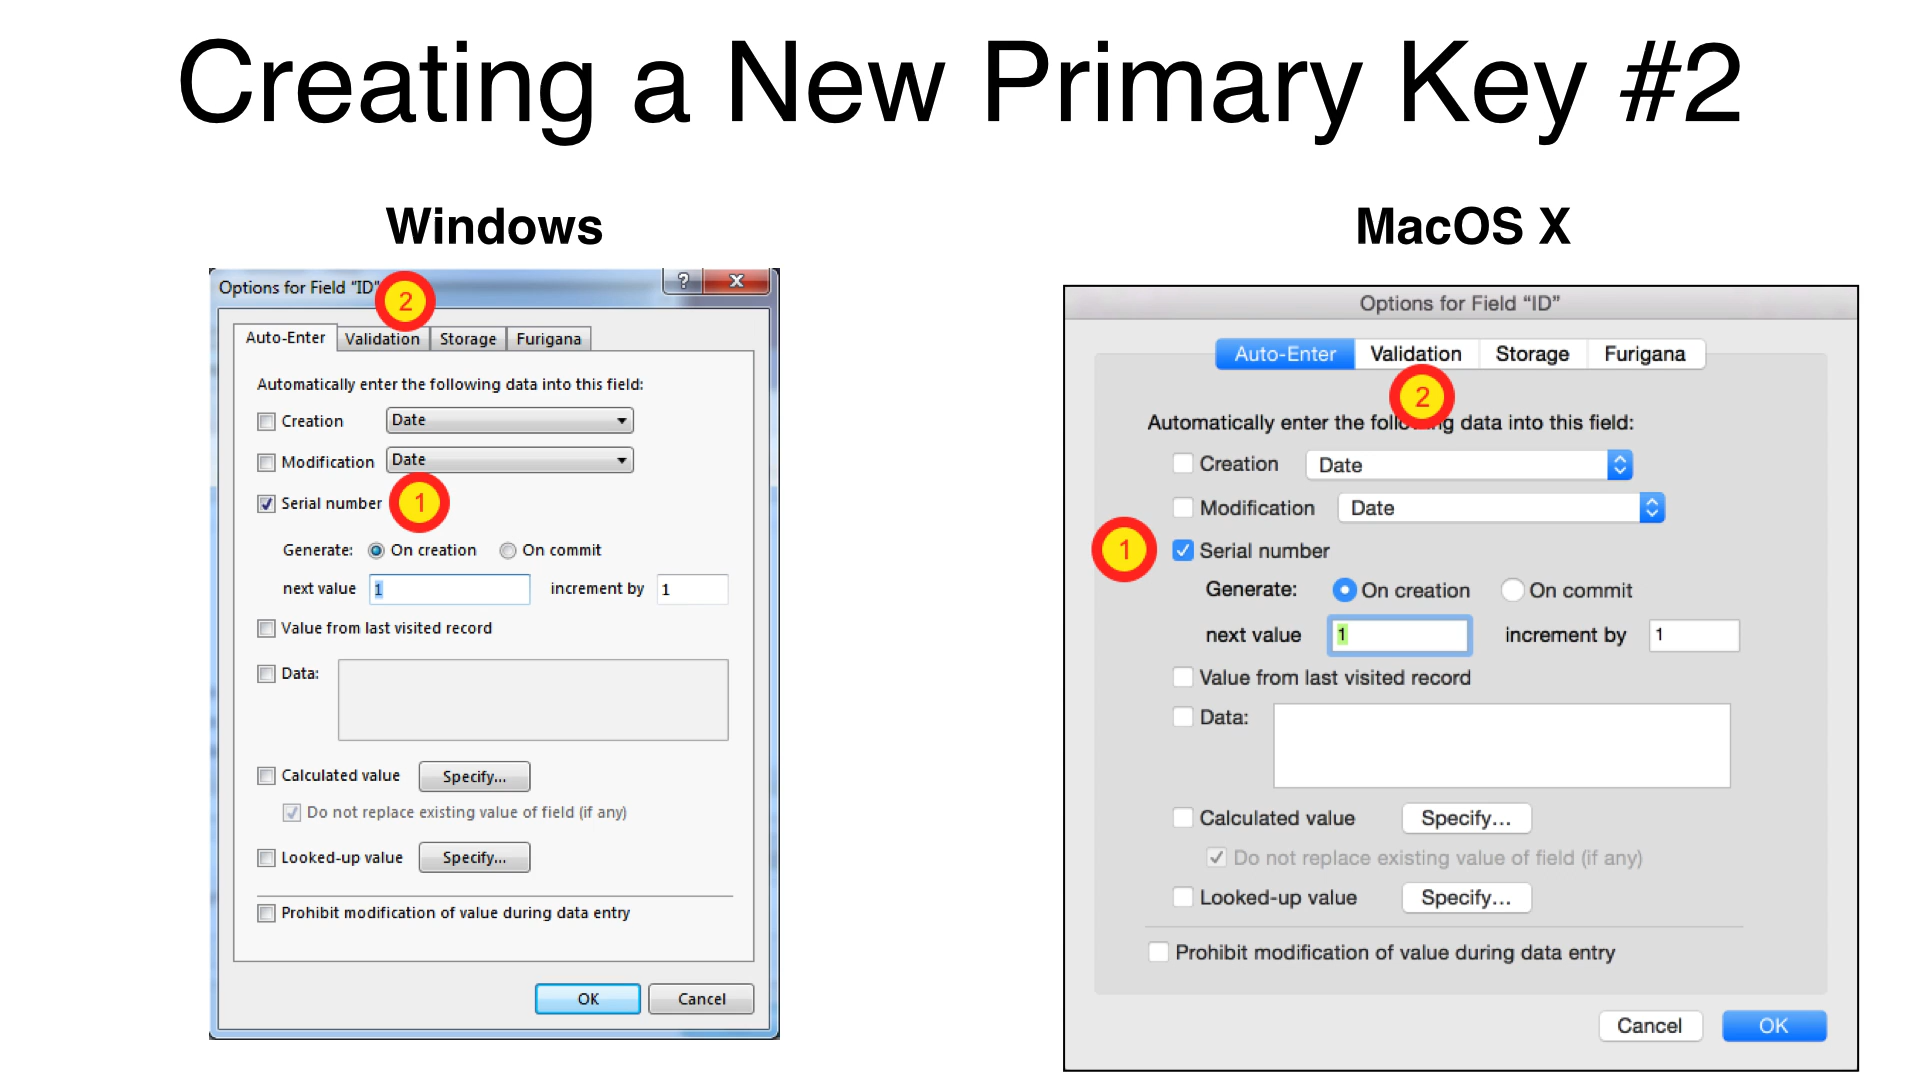 Creating a New Primary Key #2
Windows
Options for Field "ID"
2
Auto-Enter Validation Storage Furigana
Automatically enter the following data into this field:
Creation Date
Modification Date
Serial number 1
Generate: On creation On commit
next value 1 increment by 1
Value from last visited record
Data:
Calculated value Specify...
Do not replace existing value of field (if any)
Looked-up value Specify...
Prohibit modification of value during data entry
OK Cancel
MacOS X
Options for Field “ID”
Auto-Enter Validation Storage Furigana
2
Automatically enter the following data into this field:
Creation Date
Modification Date
1 Serial number
Generate: On creation On commit
next value 1 increment by 1
Value from last visited record
Data:
Calculated value Specify...
Do not replace existing value of field (if any)
Looked-up value Specify...
Prohibit modification of value during data entry
Cancel OK